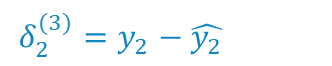 δ₂⁽³⁾ = y₂ − ŷ₂